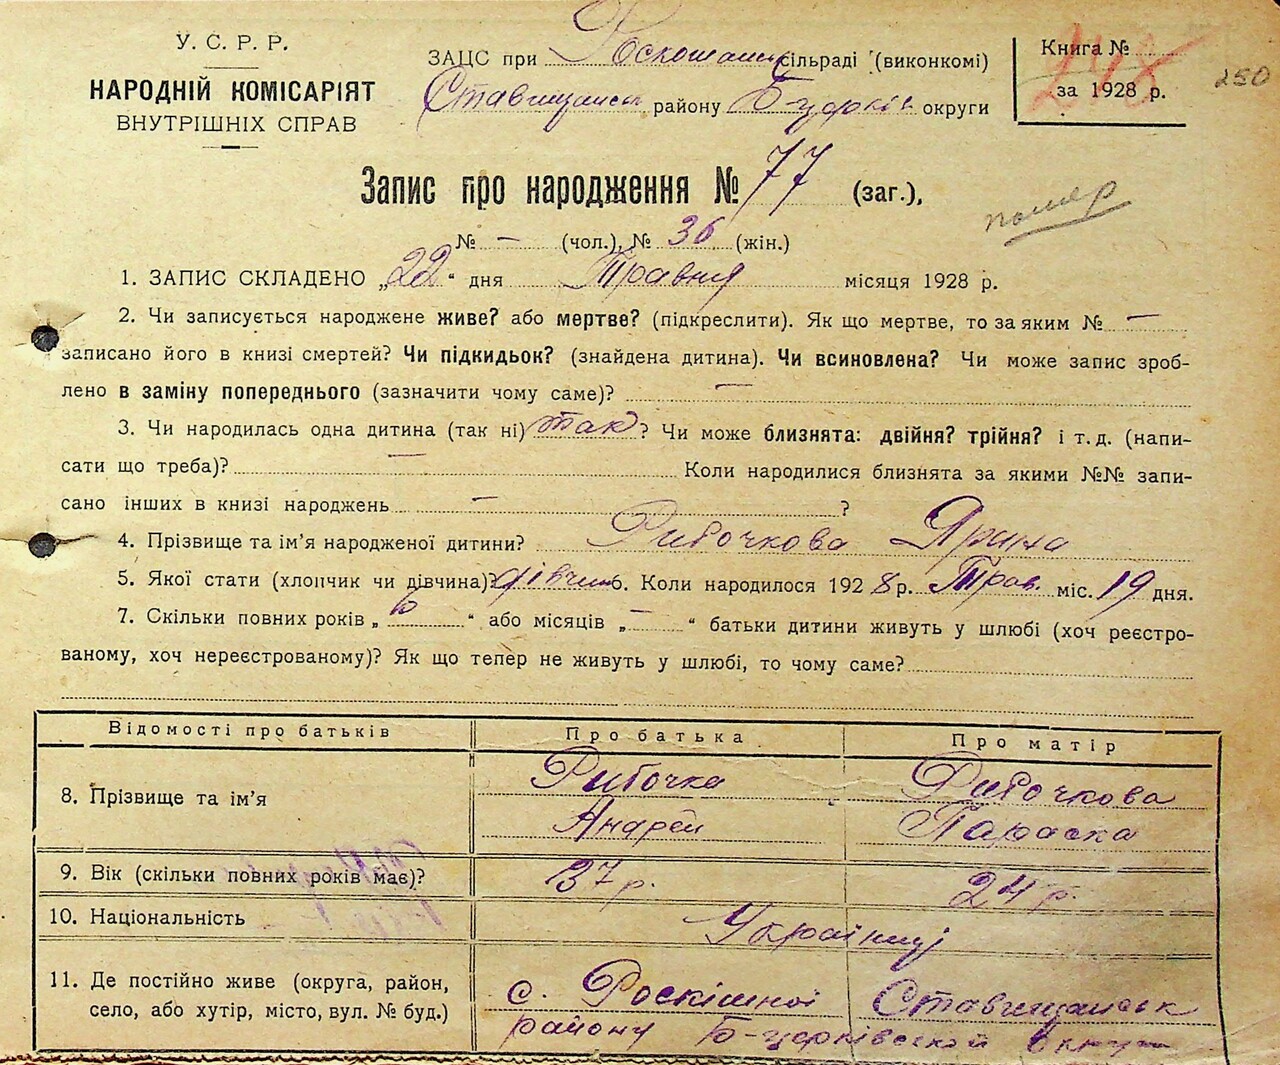 У. С. Р. Р.
НАРОДНІЙ КОМІСАРІЯТ
ВНУТРІШНІХ СПРАВ
ЗАЦС при Роскошанск сільраді (виконкомі)
Ставищанськ району Б-церків округи
Книга № 248
за 1928 р.
250
Запис про народження № 77 (заг.),
помер
№ — (чол.), № 36 (жін.)
1. ЗАПИС СКЛАДЕНО „22“ дня Травня місяця 1928 р.
2. Чи записується народжене живе? або мертве? (підкреслити). Як що мертве, то за яким № —
записано його в книзі смертей? Чи підкидьок? (знайдена дитина). Чи всиновлена? Чи може запис зроб-
лено в заміну попереднього (зазначити чому саме)? —
3. Чи народилась одна дитина (так ні) так? Чи може близнята: двійня? трійня? і т. д. (напи-
сати що треба)? — Коли народилися близнята за якими №№ запи-
сано інших в книзі народжень — ?
4. Прізвище та ім'я народженої дитини? Риточкова Ярина
5. Якої стати (хлопчик чи дівчина)? дівчин 6. Коли народилося 1928 р. Трав. міс. 19 дня.
7. Скільки повних років „6“ або місяців „—“ батьки дитини живуть у шлюбі (хоч реєстро-
ваному, хоч нереєстрованому)? Як що тепер не живуть у шлюбі, то чому саме?
Відомості про батьків Про батька Про матір
8. Прізвище та ім'я Риточка Риточкова
Андрей Параска
9. Вік (скільки повних років має)? 37 р. 24 р.
10. Національність Українці
11. Де постійно живе (округа, район,
село, або хутір, місто, вул. № буд.)
с. Роскішної Ставищанськ
району Б-церківської округи